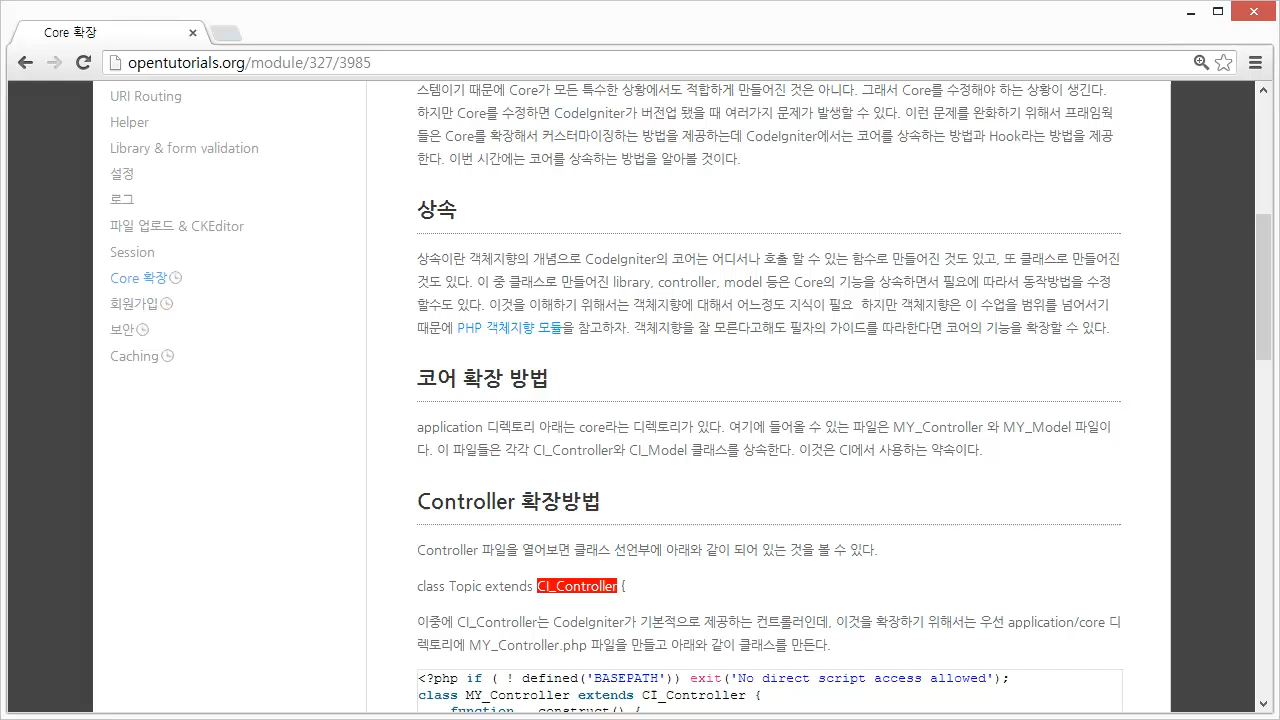 Core 확장
opentutorials.org/module/327/3985
URI Routing
Helper
Library & form validation
설정
로그
파일 업로드 & CKEditor
Session
Core 확장
회원가입
보안
Caching
스템이기 때문에 Core가 모든 특수한 상황에서도 적합하게 만들어진 것은 아니다. 그래서 Core를 수정해야 하는 상황이 생긴다.
하지만 Core를 수정하면 CodeIgniter가 버전업 됐을 때 여러가지 문제가 발생할 수 있다. 이런 문제를 완화하기 위해서 프래임웍
들은 Core를 확장해서 커스터마이징하는 방법을 제공하는데 CodeIgniter에서는 코어를 상속하는 방법과 Hook라는 방법을 제공
한다. 이번 시간에는 코어를 상속하는 방법을 알아볼 것이다.
상속
상속이란 객체지향의 개념으로 CodeIgniter의 코어는 어디서나 호출 할 수 있는 함수로 만들어진 것도 있고, 또 클래스로 만들어진
것도 있다. 이 중 클래스로 만들어진 library, controller, model 등은 Core의 기능을 상속하면서 필요에 따라서 동작방법을 수정
할수도 있다. 이것을 이해하기 위해서는 객체지향에 대해서 어느정도 지식이 필요  하지만 객체지향은 이 수업을 범위를 넘어서기
때문에 PHP 객체지향 모듈을 참고하자. 객체지향을 잘 모른다고해도 필자의 가이드를 따라한다면 코어의 기능을 확장할 수 있다.
코어 확장 방법
application 디렉토리 아래는 core라는 디렉토리가 있다. 여기에 들어올 수 있는 파일은 MY_Controller 와 MY_Model 파일이
다. 이 파일들은 각각 CI_Controller와 CI_Model 클래스를 상속한다. 이것은 CI에서 사용하는 약속이다.
Controller 확장방법
Controller 파일을 열어보면 클래스 선언부에 아래와 같이 되어 있는 것을 볼 수 있다.
class Topic extends CI_Controller {
이중에 CI_Controller는 CodeIgniter가 기본적으로 제공하는 컨트롤러인데, 이것을 확장하기 위해서는 우선 application/core 디
렉토리에 MY_Controller.php 파일을 만들고 아래와 같이 클래스를 만든다.
<?php if ( ! defined('BASEPATH')) exit('No direct script access allowed');
class MY_Controller extends CI_Controller {
function __construct() {